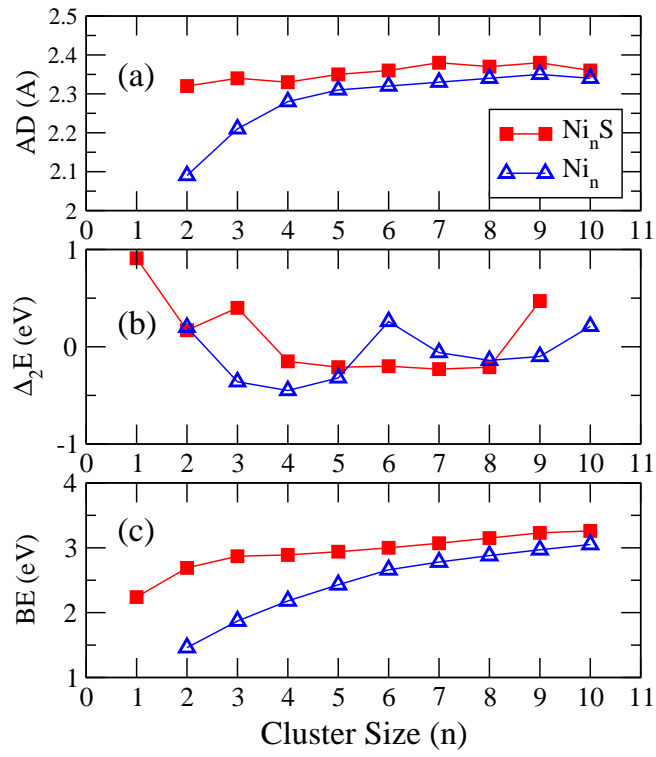 2.5
2.4
2.3
2.2
2.1
2
AD (A)
(a)
Ni_nS
Ni_n
0 1 2 3 4 5 6 7 8 9 10 11
1
0
-1
Δ_2E (eV)
(b)
0 1 2 3 4 5 6 7 8 9 10 11
4
3
2
1
BE (eV)
(c)
0 1 2 3 4 5 6 7 8 9 10 11
Cluster Size (n)